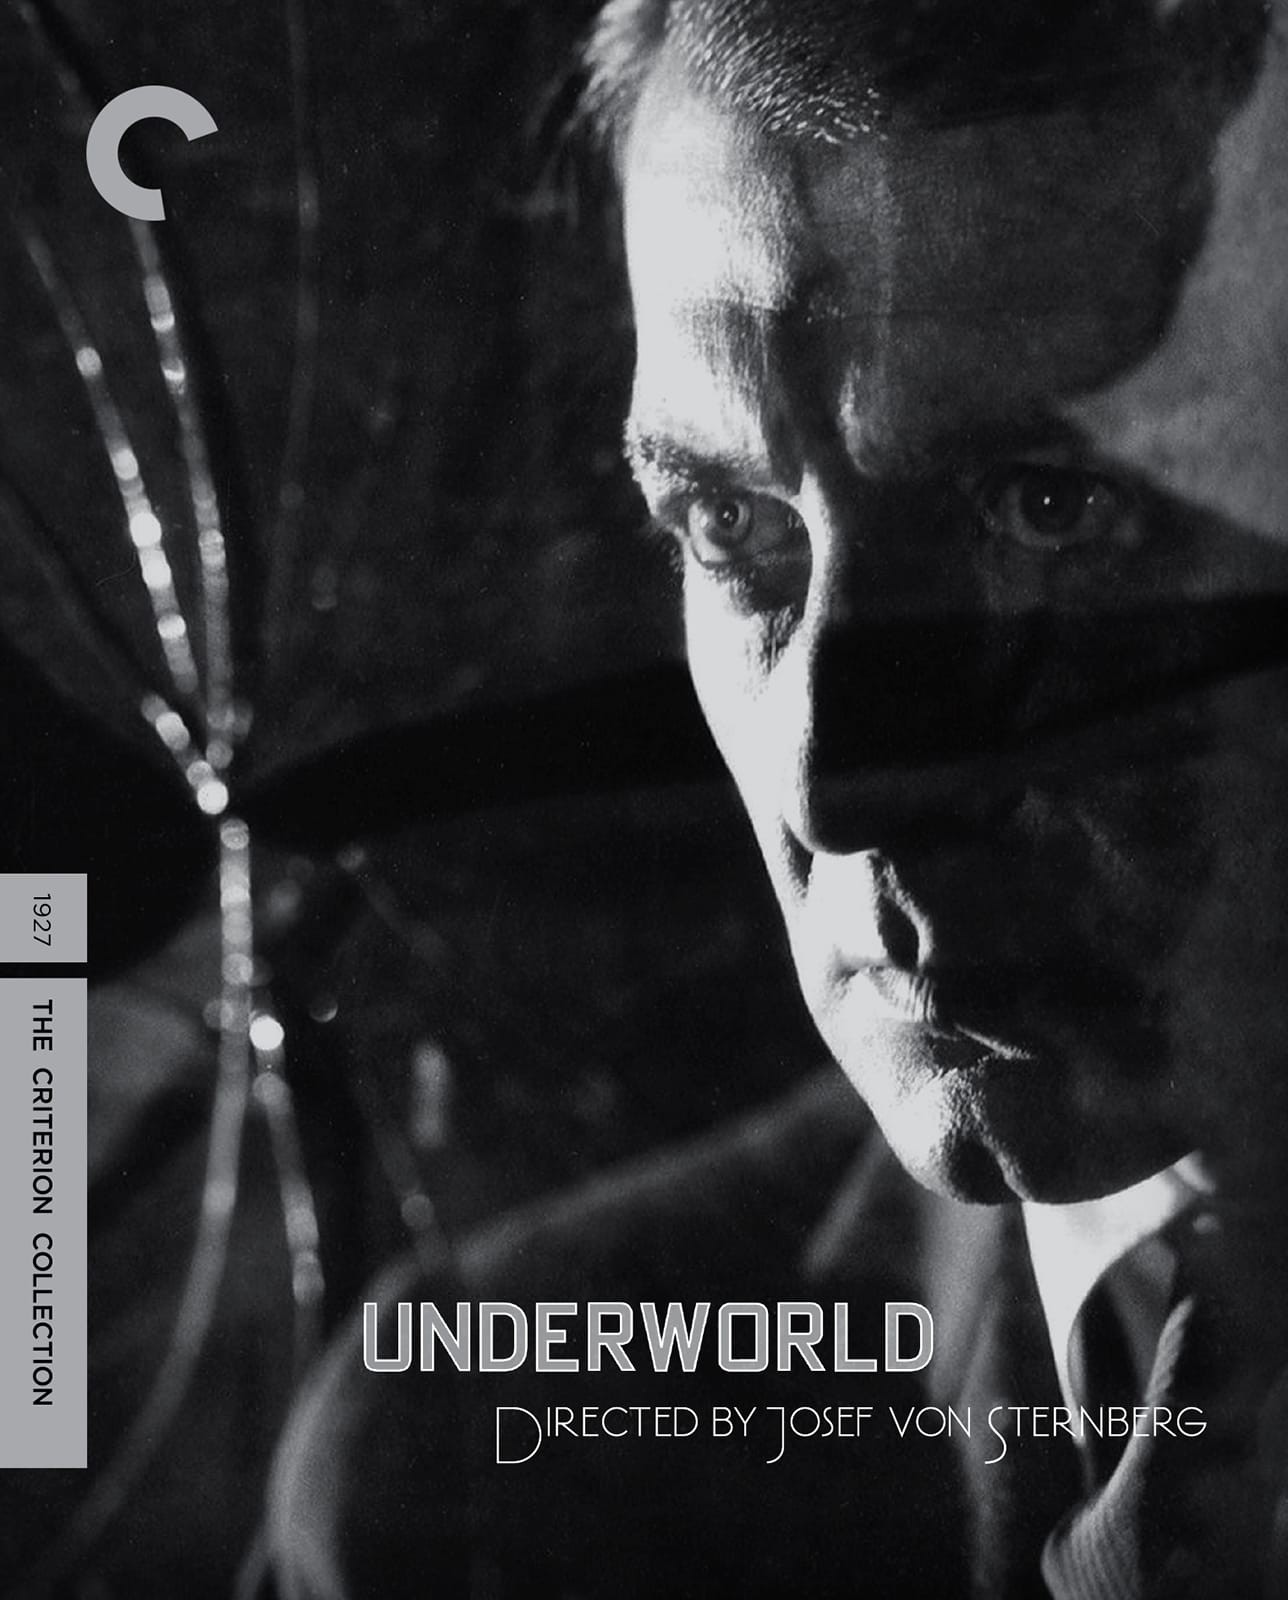 1927
THE CRITERION COLLECTION
UNDERWORLD
DIRECTED BY JOSEF VON STERNBERG